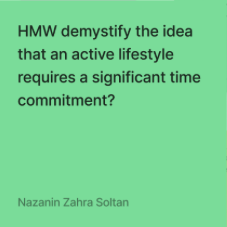 HMW demystify the idea
that an active lifestyle
requires a significant time
commitment?
Nazanin Zahra Soltan